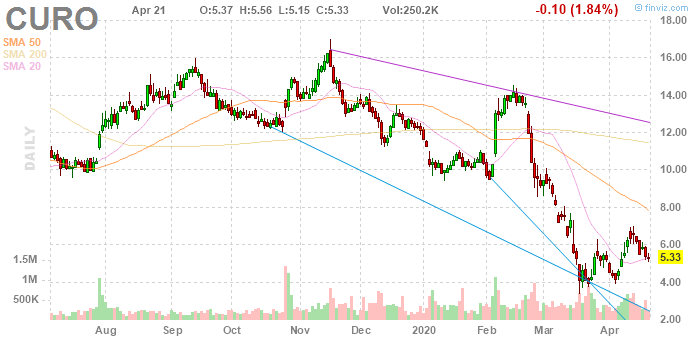 CURO Apr 21 O:5.37 H:5.56 L:5.15 C:5.33 Vol:250.2K -0.10 (1.84%) © finviz.com
SMA 50
SMA 200
SMA 20
DAILY
18.00
16.00
14.00
12.00
10.00
8.00
6.00
5.33
4.00
2.00
1.5M
1M
500K
Aug Sep Oct Nov Dec 2020 Feb Mar Apr